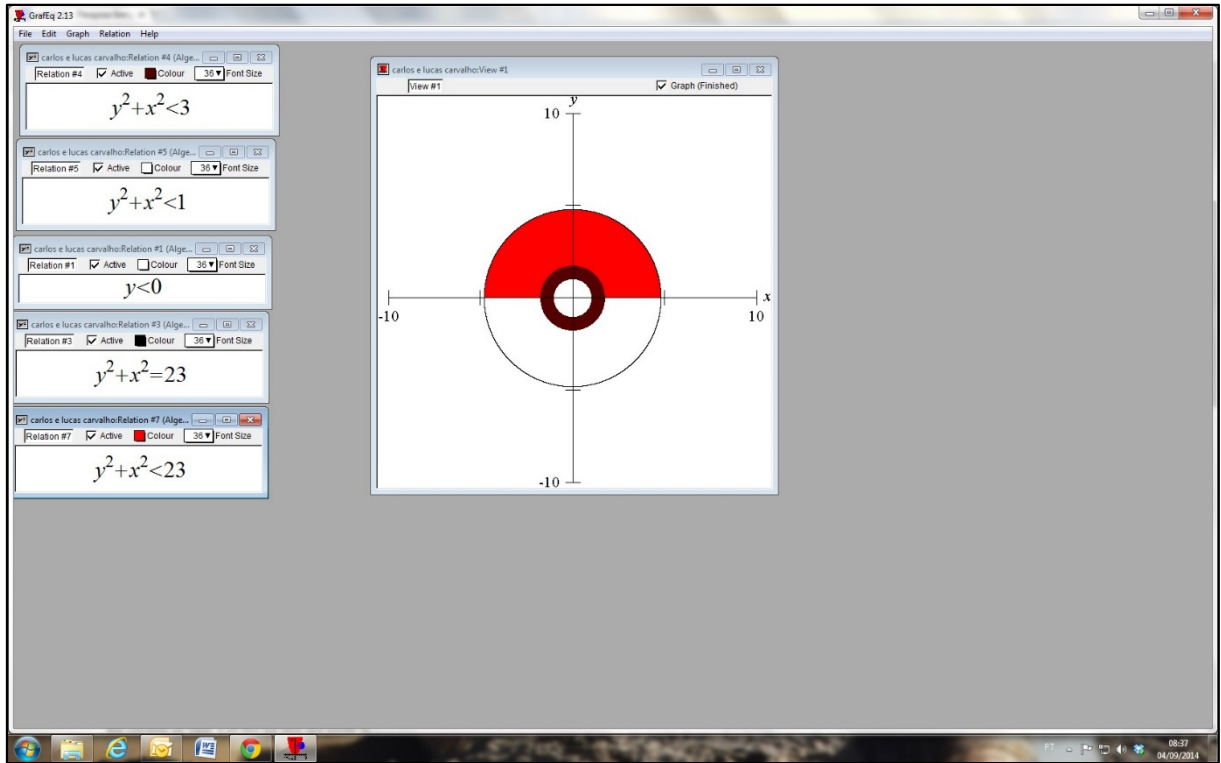 GrafEq 2.13
File Edit Graph Relation Help
carlos e lucas carvalho:Relation #4 (Alge...
Relation #4 Active Colour 36 Font Size
y²+x²<3
carlos e lucas carvalho:Relation #5 (Alge...
Relation #5 Active Colour 36 Font Size
y²+x²<1
carlos e lucas carvalho:Relation #1 (Alge...
Relation #1 Active Colour 36 Font Size
y<0
carlos e lucas carvalho:Relation #3 (Alge...
Relation #3 Active Colour 36 Font Size
y²+x²=23
carlos e lucas carvalho:Relation #7 (Alge...
Relation #7 Active Colour 36 Font Size
y²+x²<23
carlos e lucas carvalho:View #1
View #1 Graph (Finished)
y
10
x
-10 10
-10
PT 08:37
04/09/2014